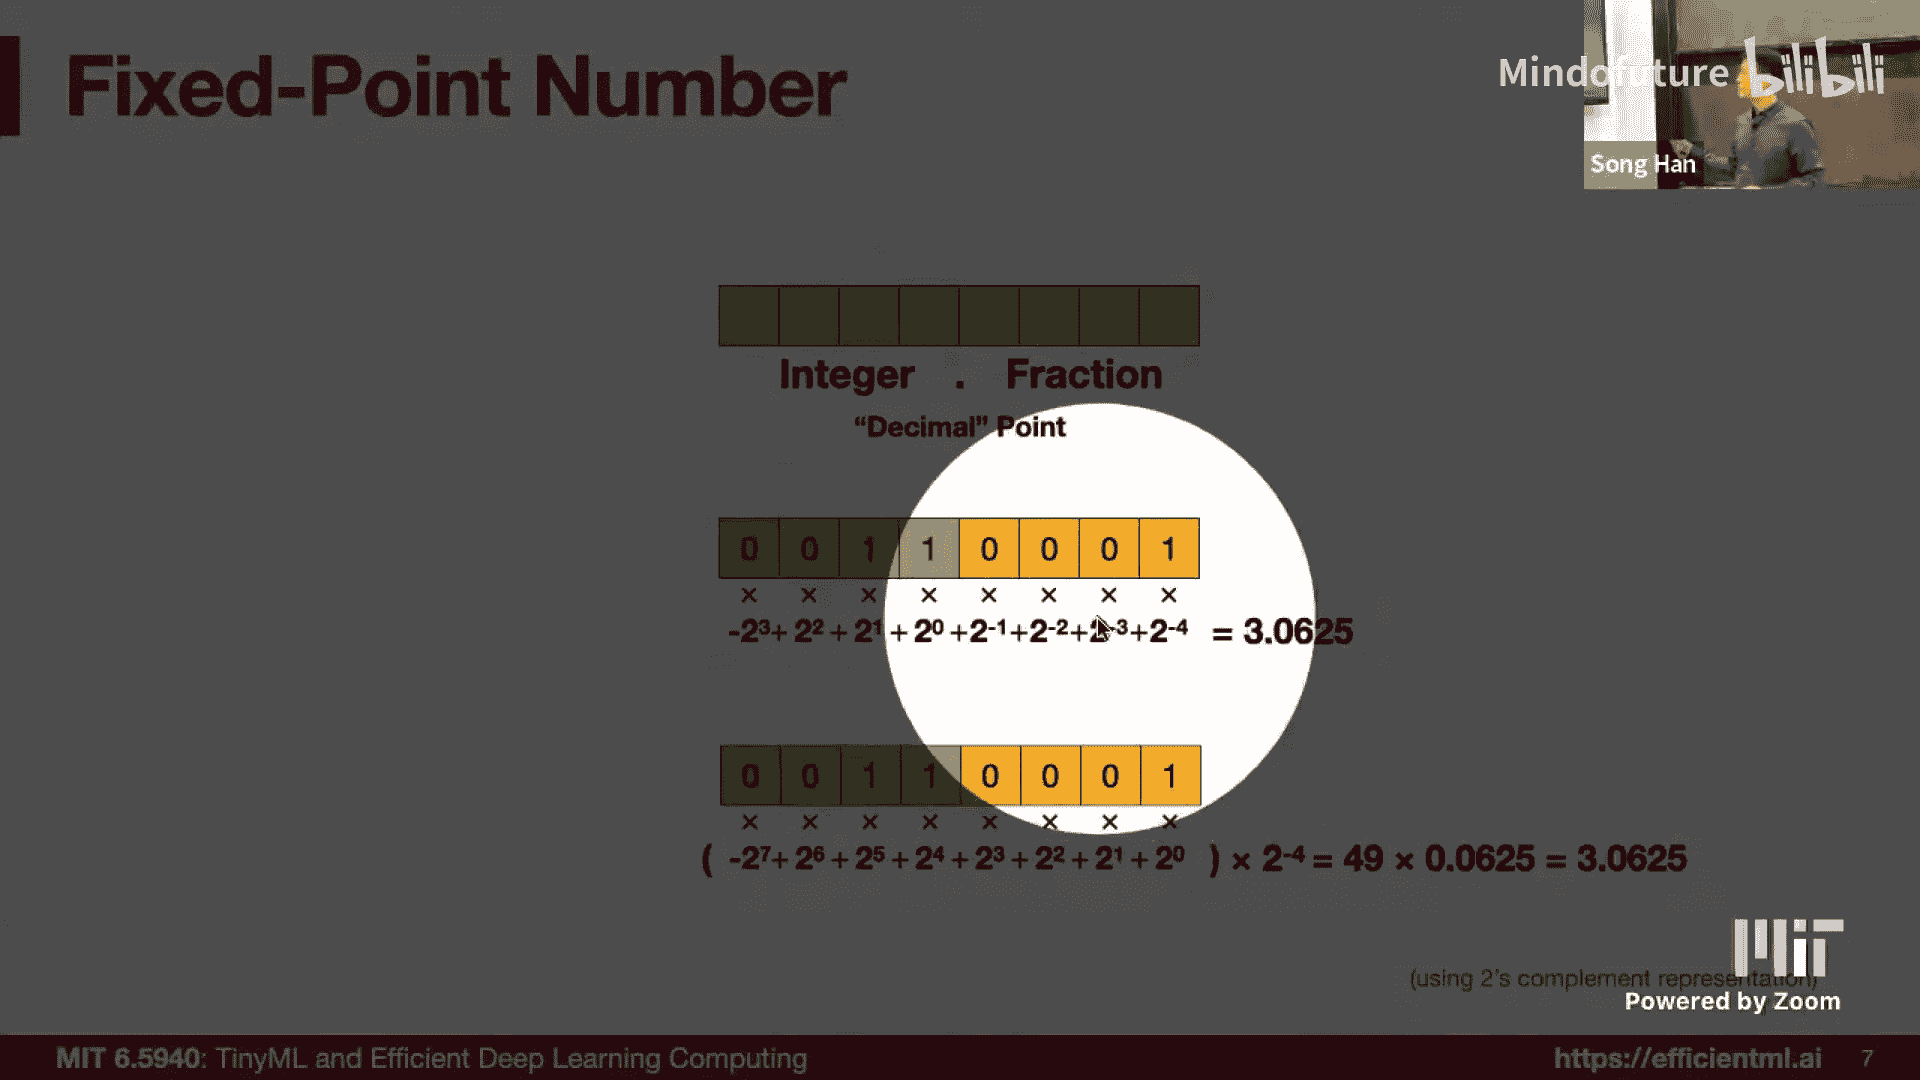 Fixed-Point Number
Mindofuture bilibili
Song Han
Integer . Fraction
“Decimal” Point
0 0 1 1 0 0 0 1
× × × × × × × ×
-2³+ 2² + 2¹ + 2⁰ +2⁻¹+2⁻²+2⁻³+2⁻⁴ = 3.0625
0 0 1 1 0 0 0 1
× × × × × × × ×
( -2⁷+ 2⁶ + 2⁵ + 2⁴ + 2³ + 2² + 2¹ + 2⁰ ) × 2⁻⁴ = 49 × 0.0625 = 3.0625
MIT
(using 2's complement representation)
Powered by Zoom
MIT 6.5940: TinyML and Efficient Deep Learning Computing
https://efficientml.ai 7